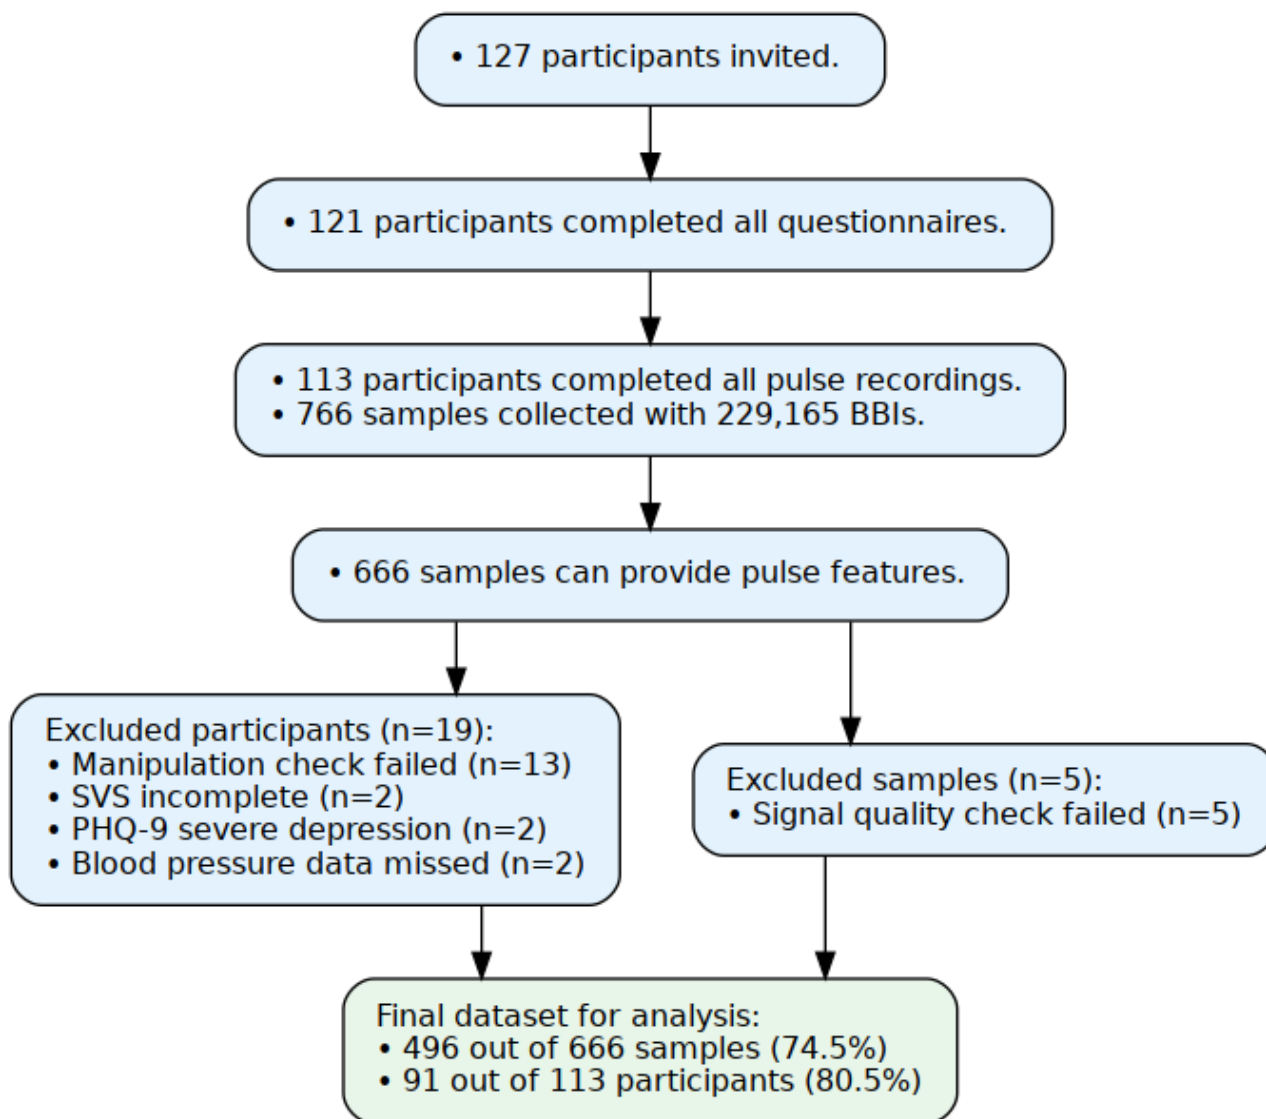 • 127 participants invited.
• 121 participants completed all questionnaires.
• 113 participants completed all pulse recordings.
• 766 samples collected with 229,165 BBIs.
• 666 samples can provide pulse features.
Excluded participants (n=19):
• Manipulation check failed (n=13)
• SVS incomplete (n=2)
• PHQ-9 severe depression (n=2)
• Blood pressure data missed (n=2)
Excluded samples (n=5):
• Signal quality check failed (n=5)
Final dataset for analysis:
• 496 out of 666 samples (74.5%)
• 91 out of 113 participants (80.5%)